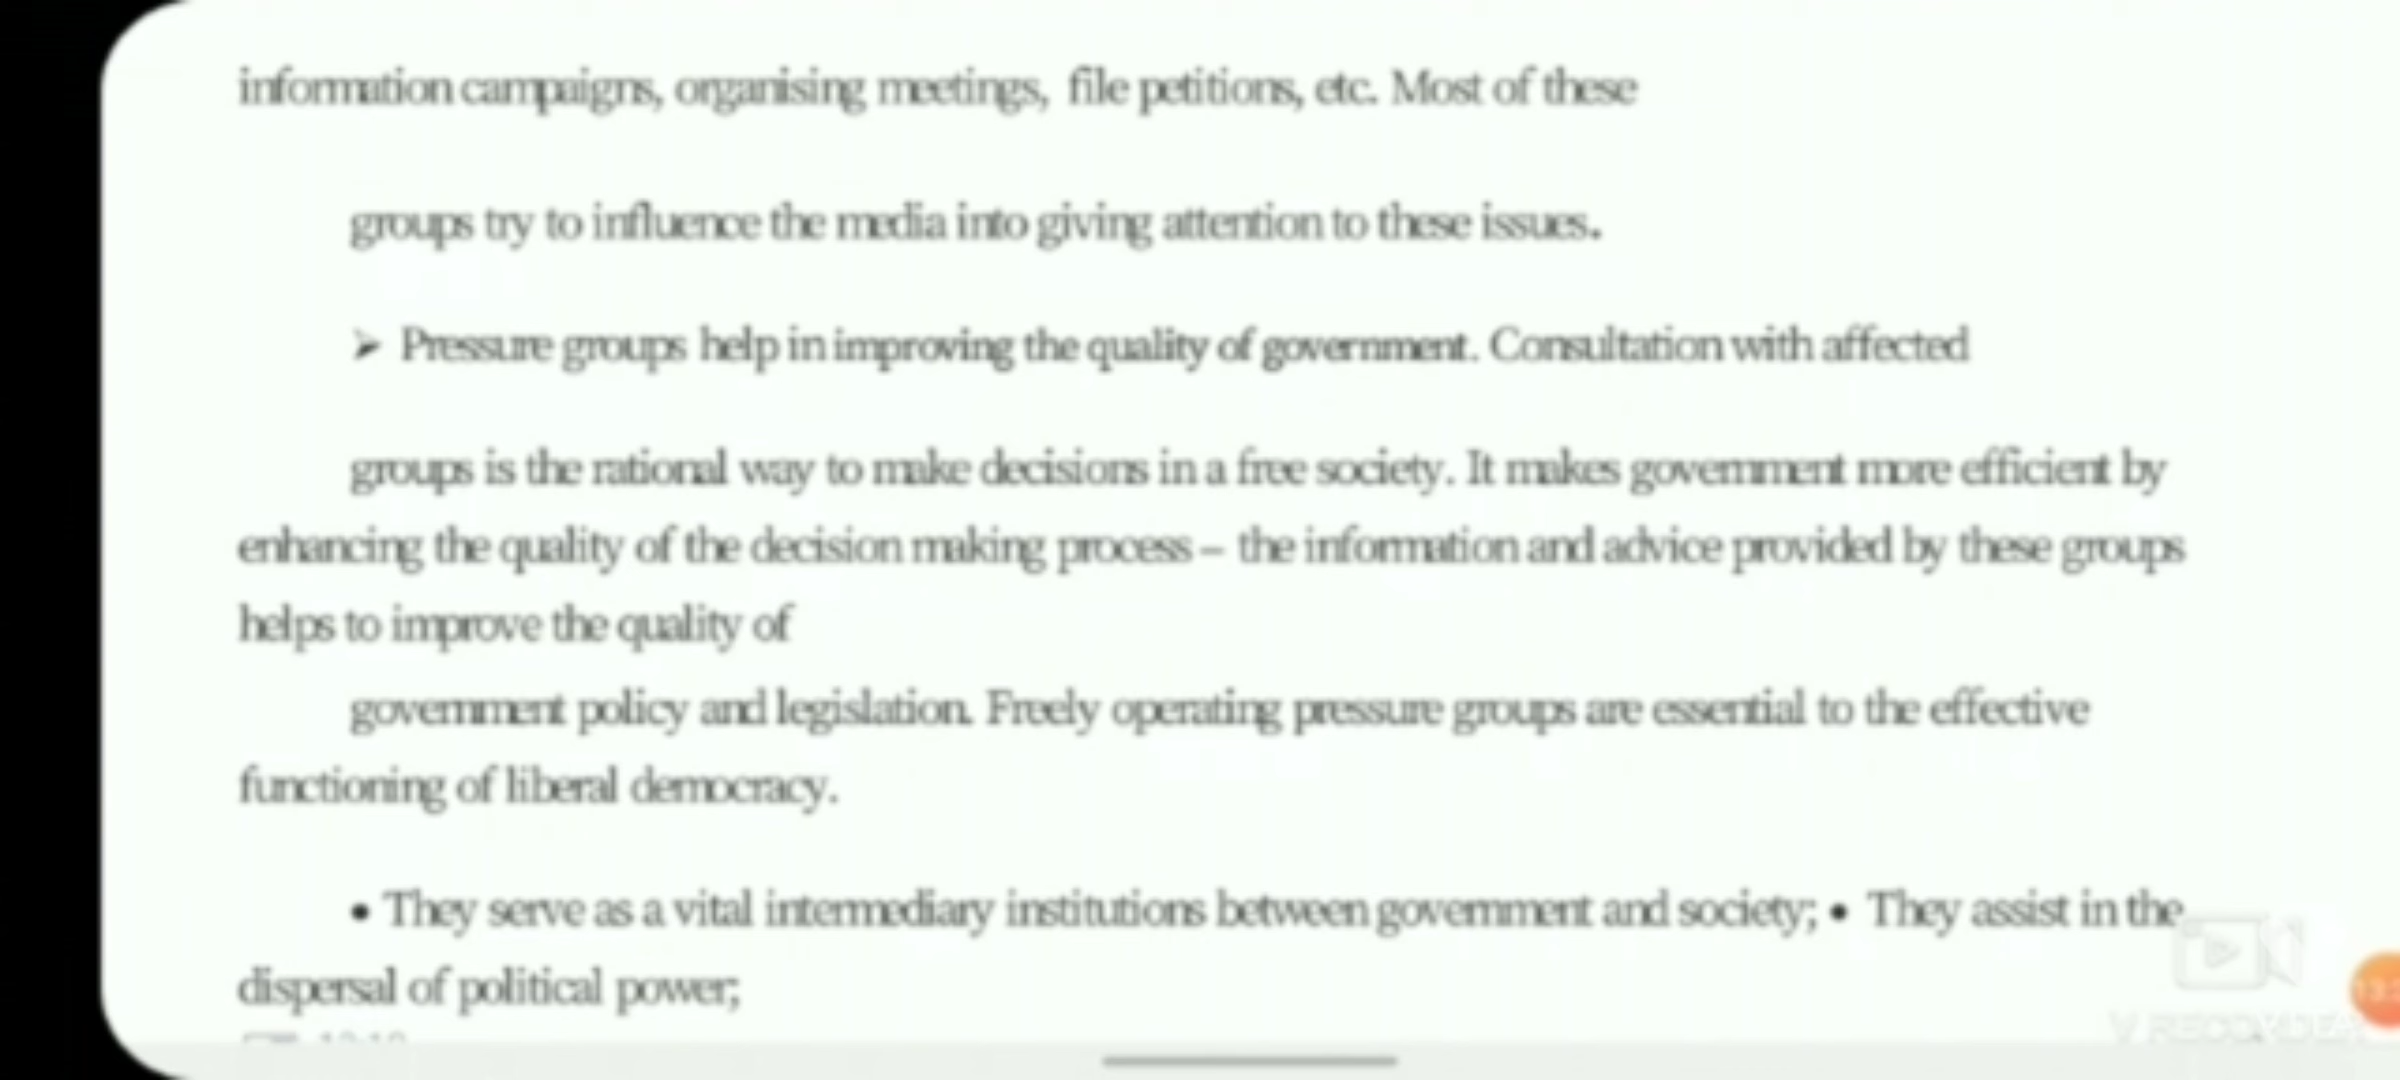 information campaigns, organising meetings, file petitions, etc. Most of these
groups try to influence the media into giving attention to these issues.
➢ Pressure groups help in improving the quality of government. Consultation with affected
groups is the rational way to make decisions in a free society. It makes government more efficient by
enhancing the quality of the decision making process – the information and advice provided by these groups
helps to improve the quality of
government policy and legislation. Freely operating pressure groups are essential to the effective
functioning of liberal democracy.
• They serve as a vital intermediary institutions between government and society; • They assist in the
dispersal of political power;
V RECORDER